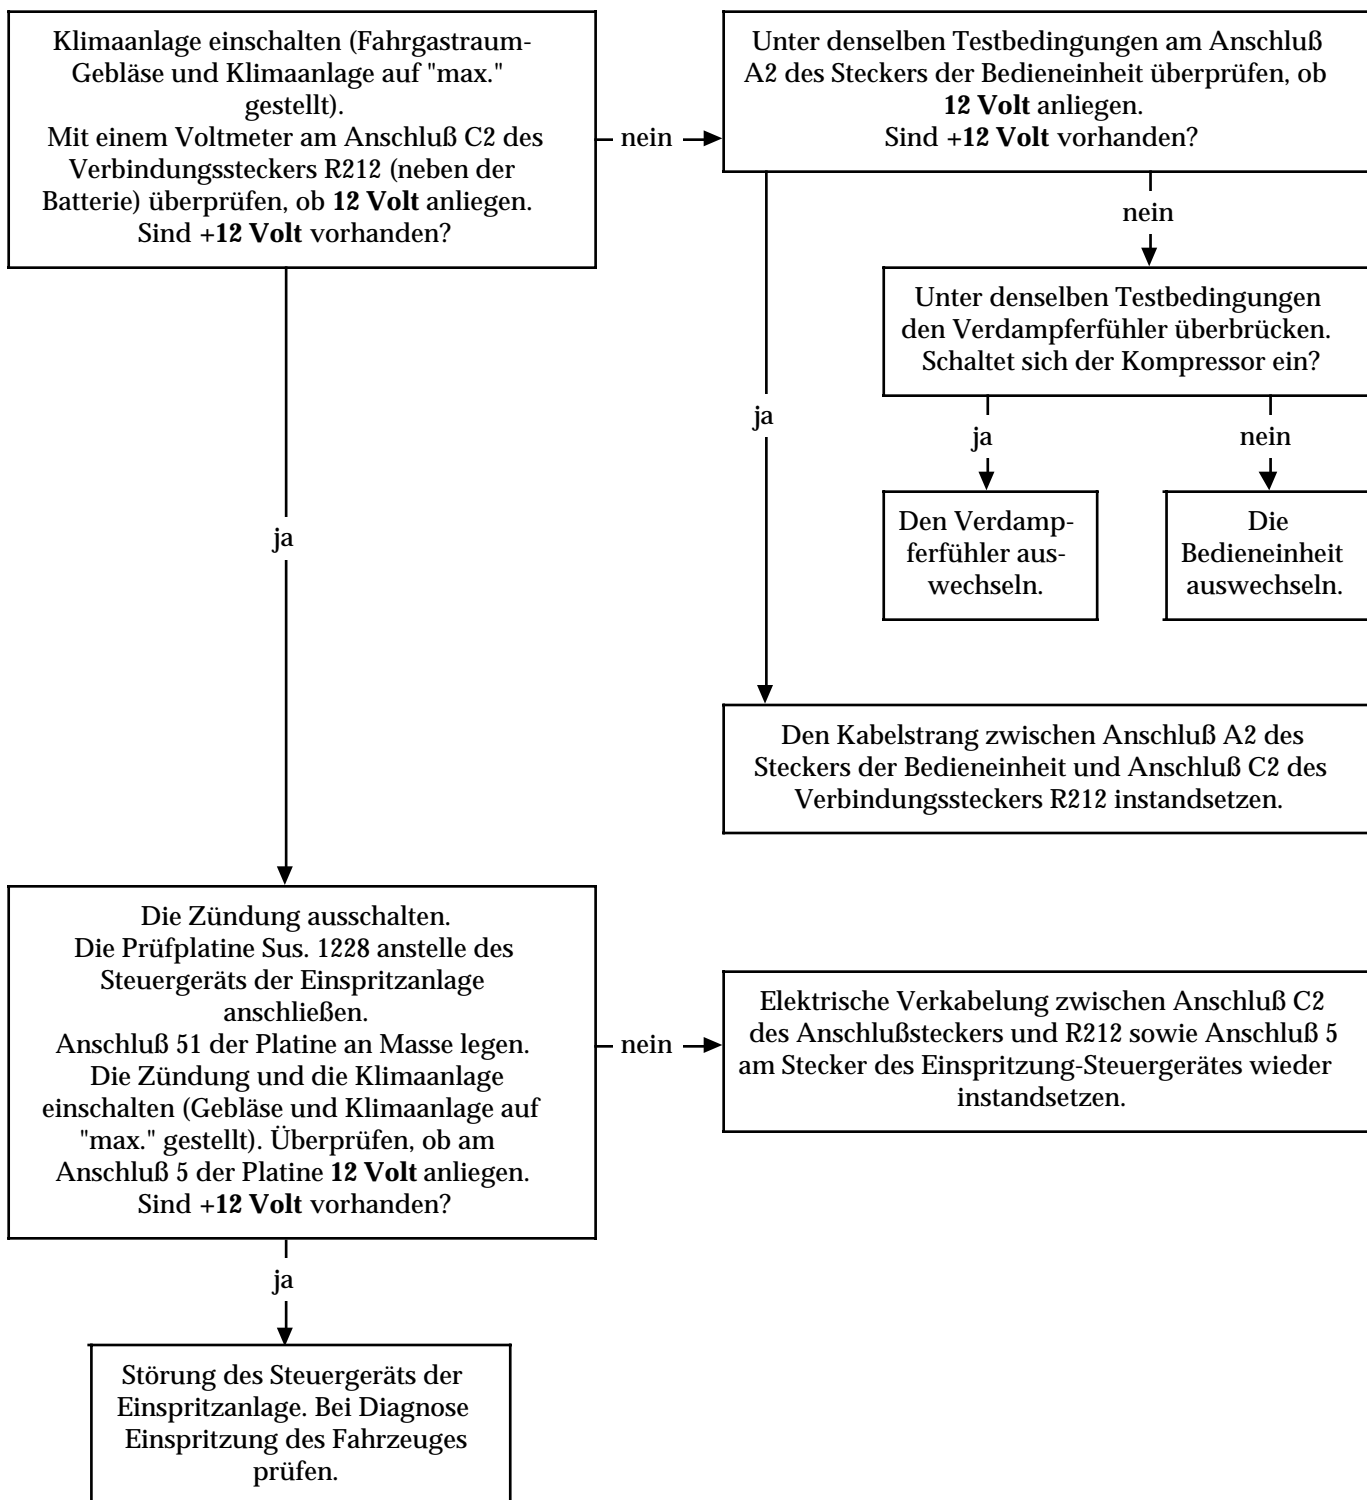 Klimaanlage einschalten (Fahrgastraum-
Gebläse und Klimaanlage auf "max."
gestellt).
Mit einem Voltmeter am Anschluß C2 des
Verbindungssteckers R212 (neben der
Batterie) überprüfen, ob 12 Volt anliegen.
Sind +12 Volt vorhanden?
nein
Unter denselben Testbedingungen am Anschluß
A2 des Steckers der Bedieneinheit überprüfen, ob
12 Volt anliegen.
Sind +12 Volt vorhanden?
nein
Unter denselben Testbedingungen
den Verdampferfühler überbrücken.
Schaltet sich der Kompressor ein?
ja
ja
nein
Den Verdamp-
ferfühler aus-
wechseln.
Die
Bedieneinheit
auswechseln.
ja
Den Kabelstrang zwischen Anschluß A2 des
Steckers der Bedieneinheit und Anschluß C2 des
Verbindungssteckers R212 instandsetzen.
Die Zündung ausschalten.
Die Prüfplatine Sus. 1228 anstelle des
Steuergeräts der Einspritzanlage
anschließen.
Anschluß 51 der Platine an Masse legen.
Die Zündung und die Klimaanlage
einschalten (Gebläse und Klimaanlage auf
"max." gestellt). Überprüfen, ob am
Anschluß 5 der Platine 12 Volt anliegen.
Sind +12 Volt vorhanden?
nein
Elektrische Verkabelung zwischen Anschluß C2
des Anschlußsteckers und R212 sowie Anschluß 5
am Stecker des Einspritzung-Steuergerätes wieder
instandsetzen.
ja
Störung des Steuergeräts der
Einspritzanlage. Bei Diagnose
Einspritzung des Fahrzeuges
prüfen.